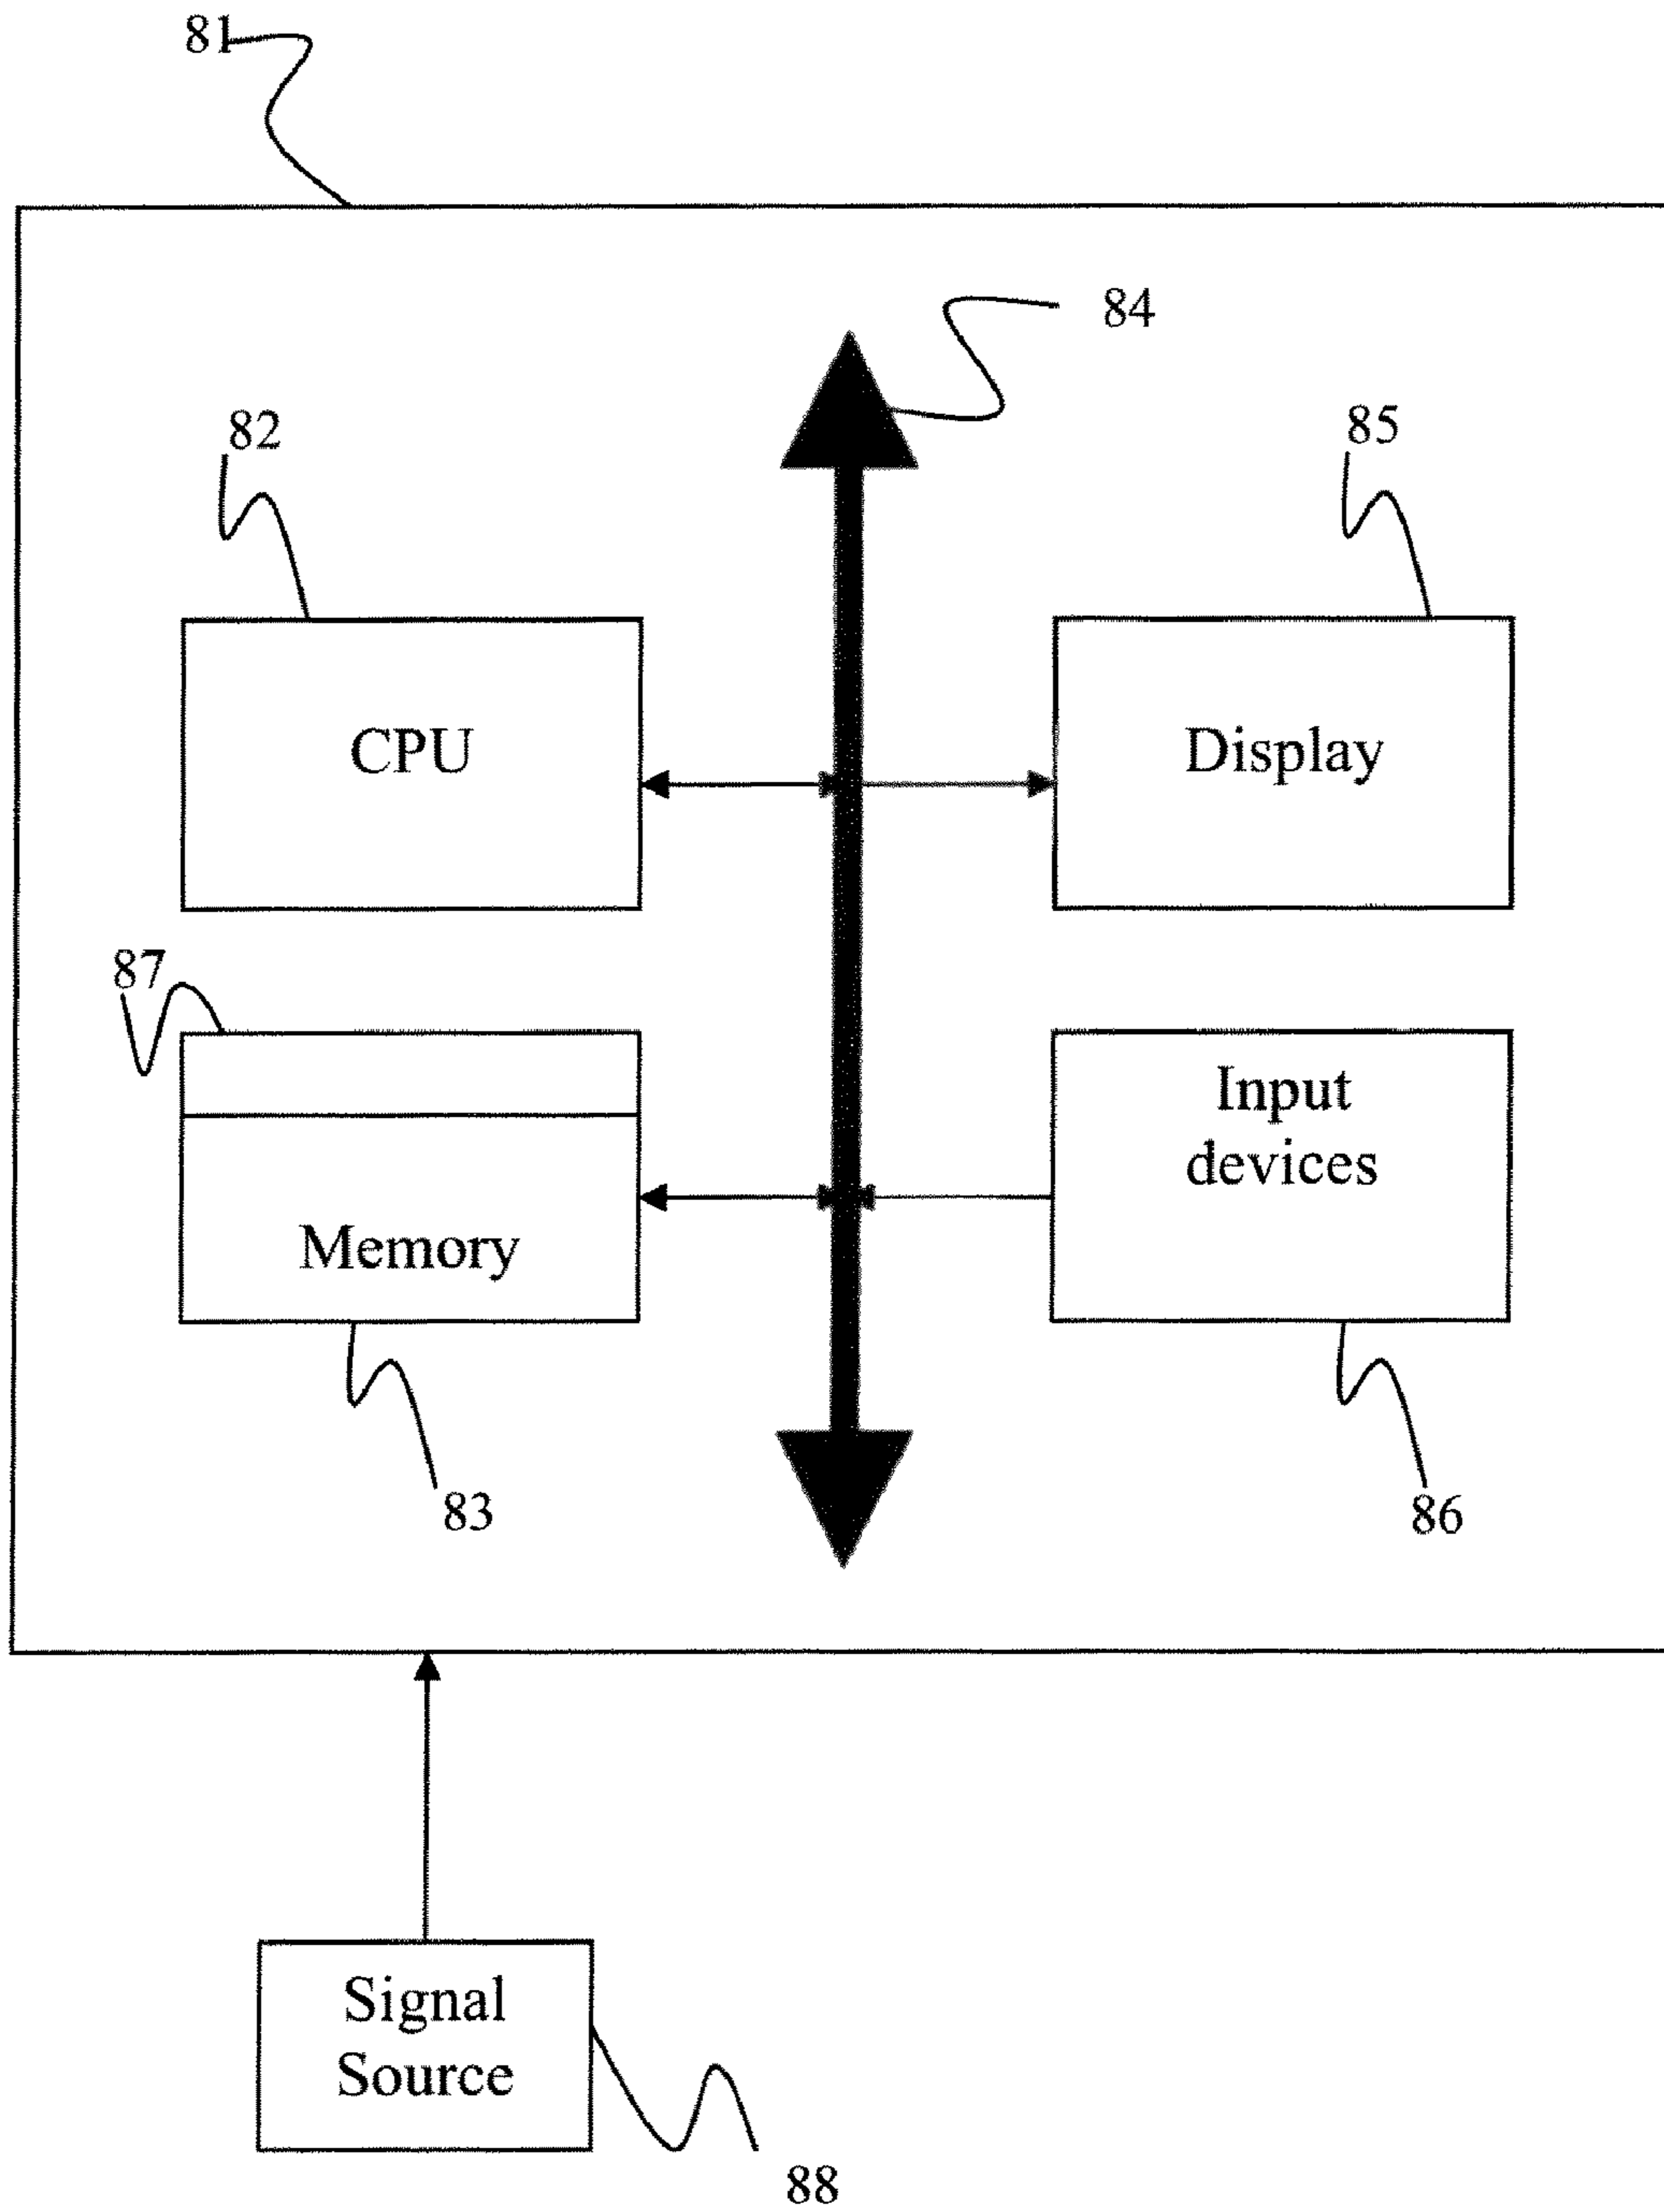 81
84
82
85
CPU
Display
87
Input
devices
Memory
83
86
Signal
Source
88